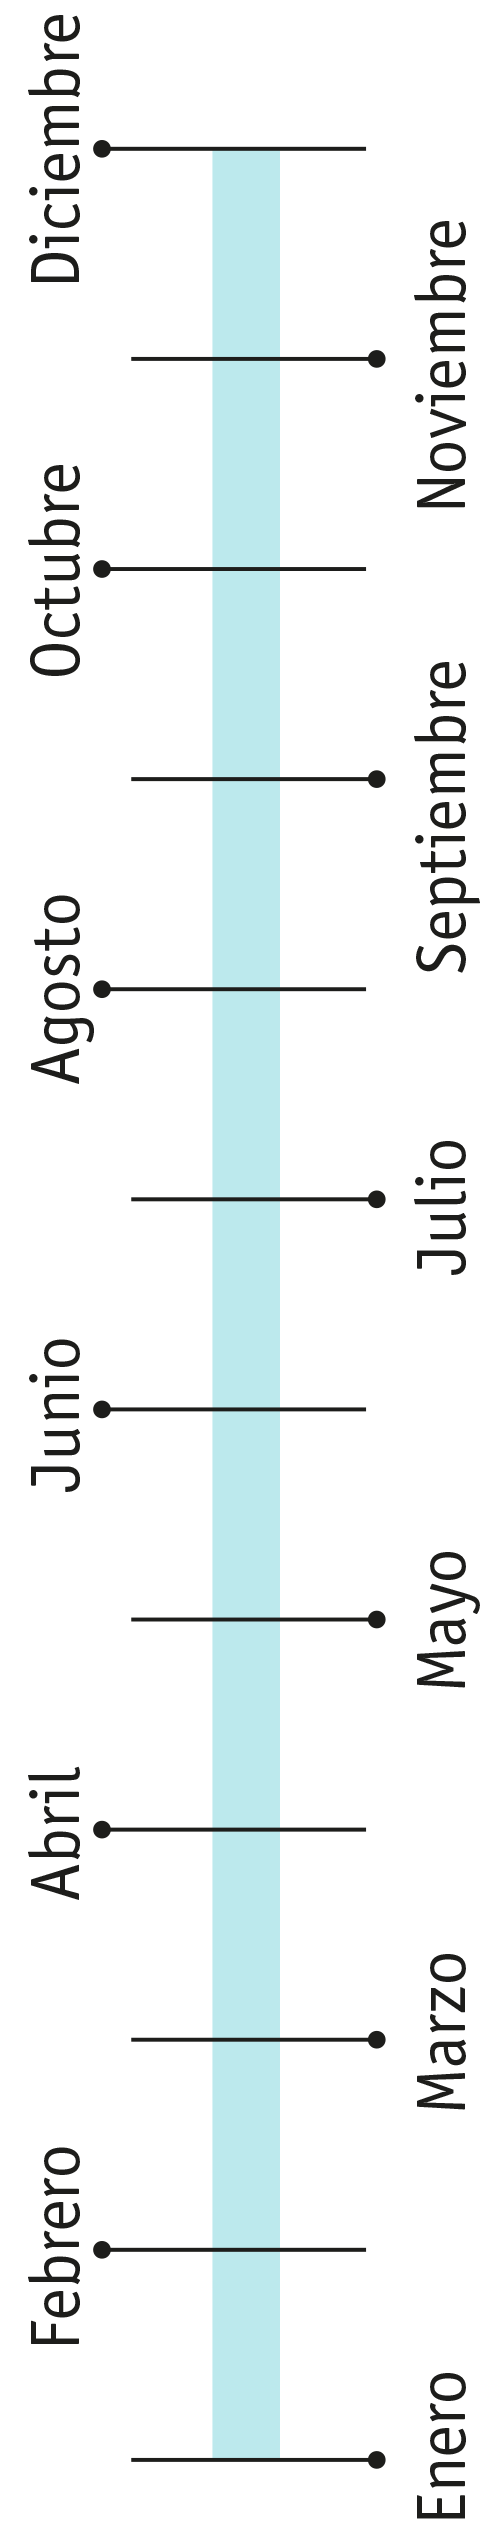 Enero
Febrero
Marzo
Abril
Mayo
Junio
Julio
Agosto
Septiembre
Octubre
Noviembre
Diciembre